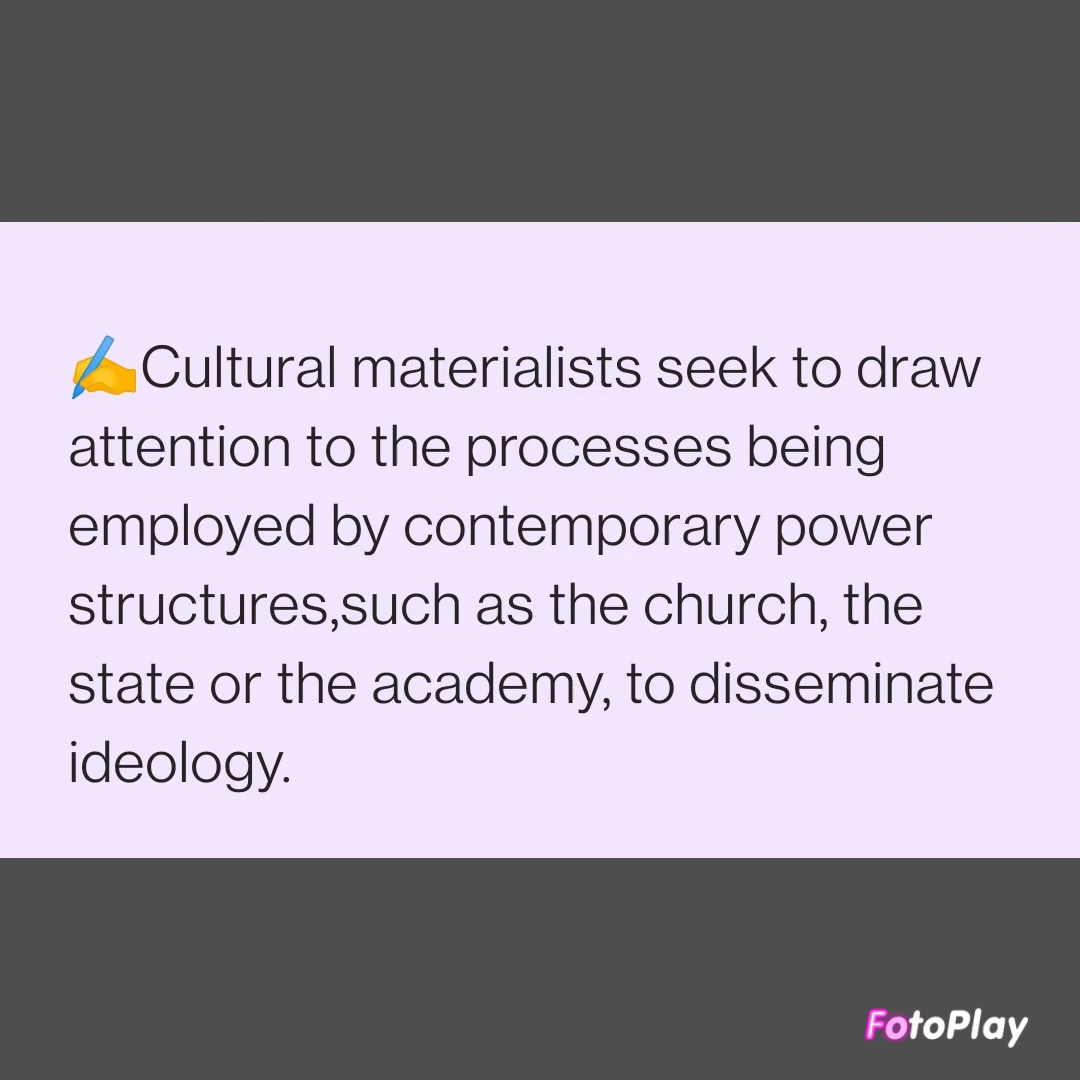 ✍️Cultural materialists seek to draw
attention to the processes being
employed by contemporary power
structures,such as the church, the
state or the academy, to disseminate
ideology.
FotoPlay